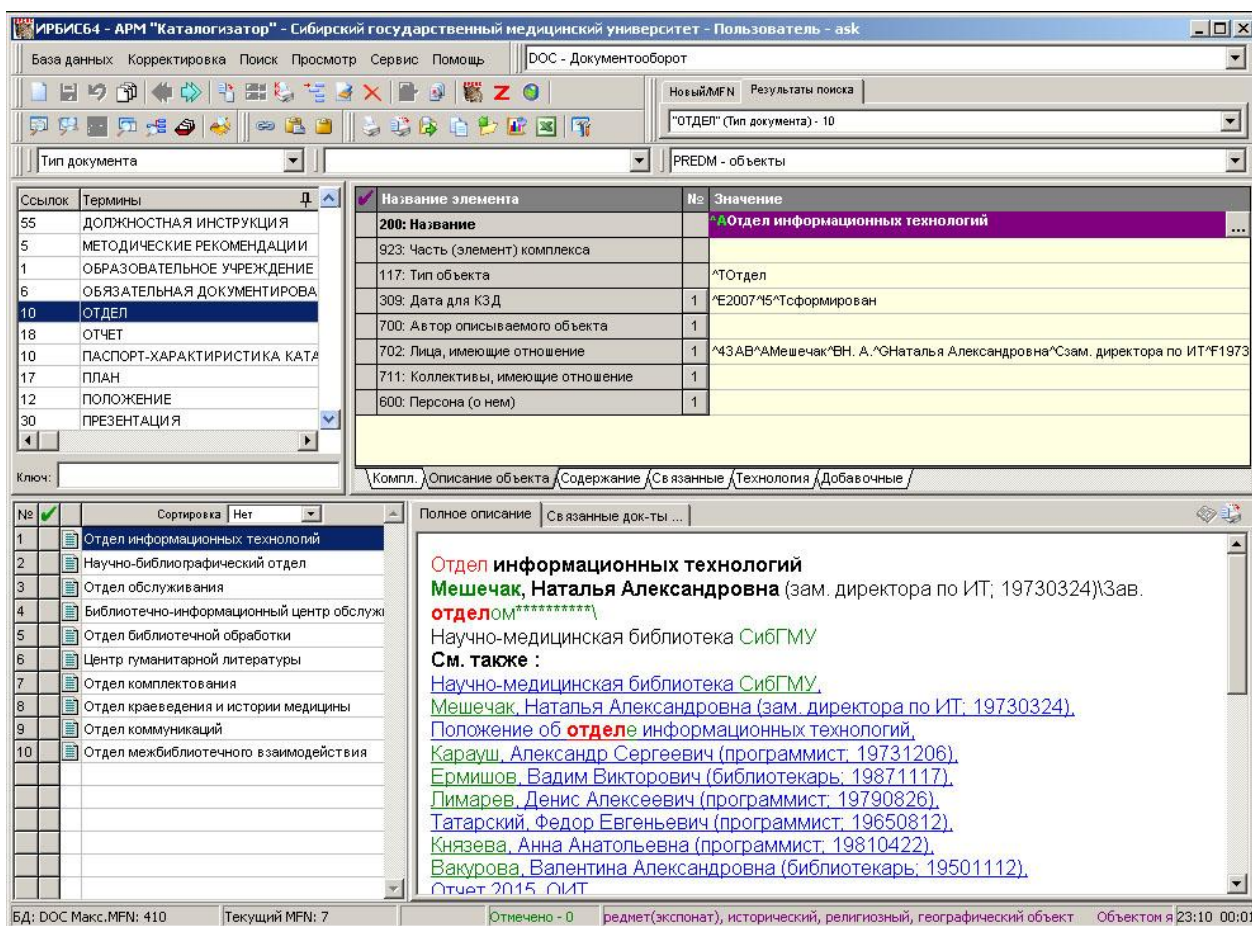 ИРБИС64 - АРМ "Каталогизатор" - Сибирский государственный медицинский университет - Пользователь - ask
База данных Корректировка Поиск Просмотр Сервис Помощь
DOC - Документооборот
Новый/MFN Результаты поиска
"ОТДЕЛ" (Тип документа) - 10
Тип документа
PREDM - объекты
Ссылок Термины
55 ДОЛЖНОСТНАЯ ИНСТРУКЦИЯ
5 МЕТОДИЧЕСКИЕ РЕКОМЕНДАЦИИ
1 ОБРАЗОВАТЕЛЬНОЕ УЧРЕЖДЕНИЕ
6 ОБЯЗАТЕЛЬНАЯ ДОКУМЕНТИРОВА
10 ОТДЕЛ
18 ОТЧЕТ
10 ПАСПОРТ-ХАРАКТИРИСТИКА КАТА
17 ПЛАН
12 ПОЛОЖЕНИЕ
30 ПРЕЗЕНТАЦИЯ
Ключ:
Название элемента № Значение
200: Название ^AОтдел информационных технологий ...
923: Часть (элемент) комплекса
117: Тип объекта ^TОтдел
309: Дата для КЗД 1 ^E2007^I5^Tсформирован
700: Автор описываемого объекта 1
702: Лица, имеющие отношение 1 ^43AB^AМешечак^BН. А.^GНаталья Александровна^Cзам. директора по ИТ^F1973
711: Коллективы, имеющие отношение 1
600: Персона (о нем) 1
Компл. Описание объекта Содержание Связанные Технология Добавочные
№ Сортировка Нет
1 Отдел информационных технологий
2 Научно-библиографический отдел
3 Отдел обслуживания
4 Библиотечно-информационный центр обслужи
5 Отдел библиотечной обработки
6 Центр гуманитарной литературы
7 Отдел комплектования
8 Отдел краеведения и истории медицины
9 Отдел коммуникаций
10 Отдел межбиблиотечного взаимодействия
Полное описание Связанные док-ты ...
Отдел информационных технологий
Мешечак, Наталья Александровна (зам. директора по ИТ; 19730324)\Зав.
отделом**********\
Научно-медицинская библиотека СибГМУ
См. также :
Научно-медицинская библиотека СибГМУ,
Мешечак, Наталья Александровна (зам. директора по ИТ; 19730324),
Положение об отделе информационных технологий,
Карауш, Александр Сергеевич (программист; 19731206),
Ермишов, Вадим Викторович (библиотекарь; 19871117),
Лимарев, Денис Алексеевич (программист; 19790826),
Татарский, Федор Евгеньевич (программист; 19650812),
Князева, Анна Анатольевна (программист; 19810422),
Вакурова, Валентина Александровна (библиотекарь; 19501112),
Отчет 2015, ОИТ
БД: DOC Макс.MFN: 410 Текущий MFN: 7 Отмечено - 0 редмет(экспонат), исторический, религиозный, географический объект Объектом я 23:10 00:01